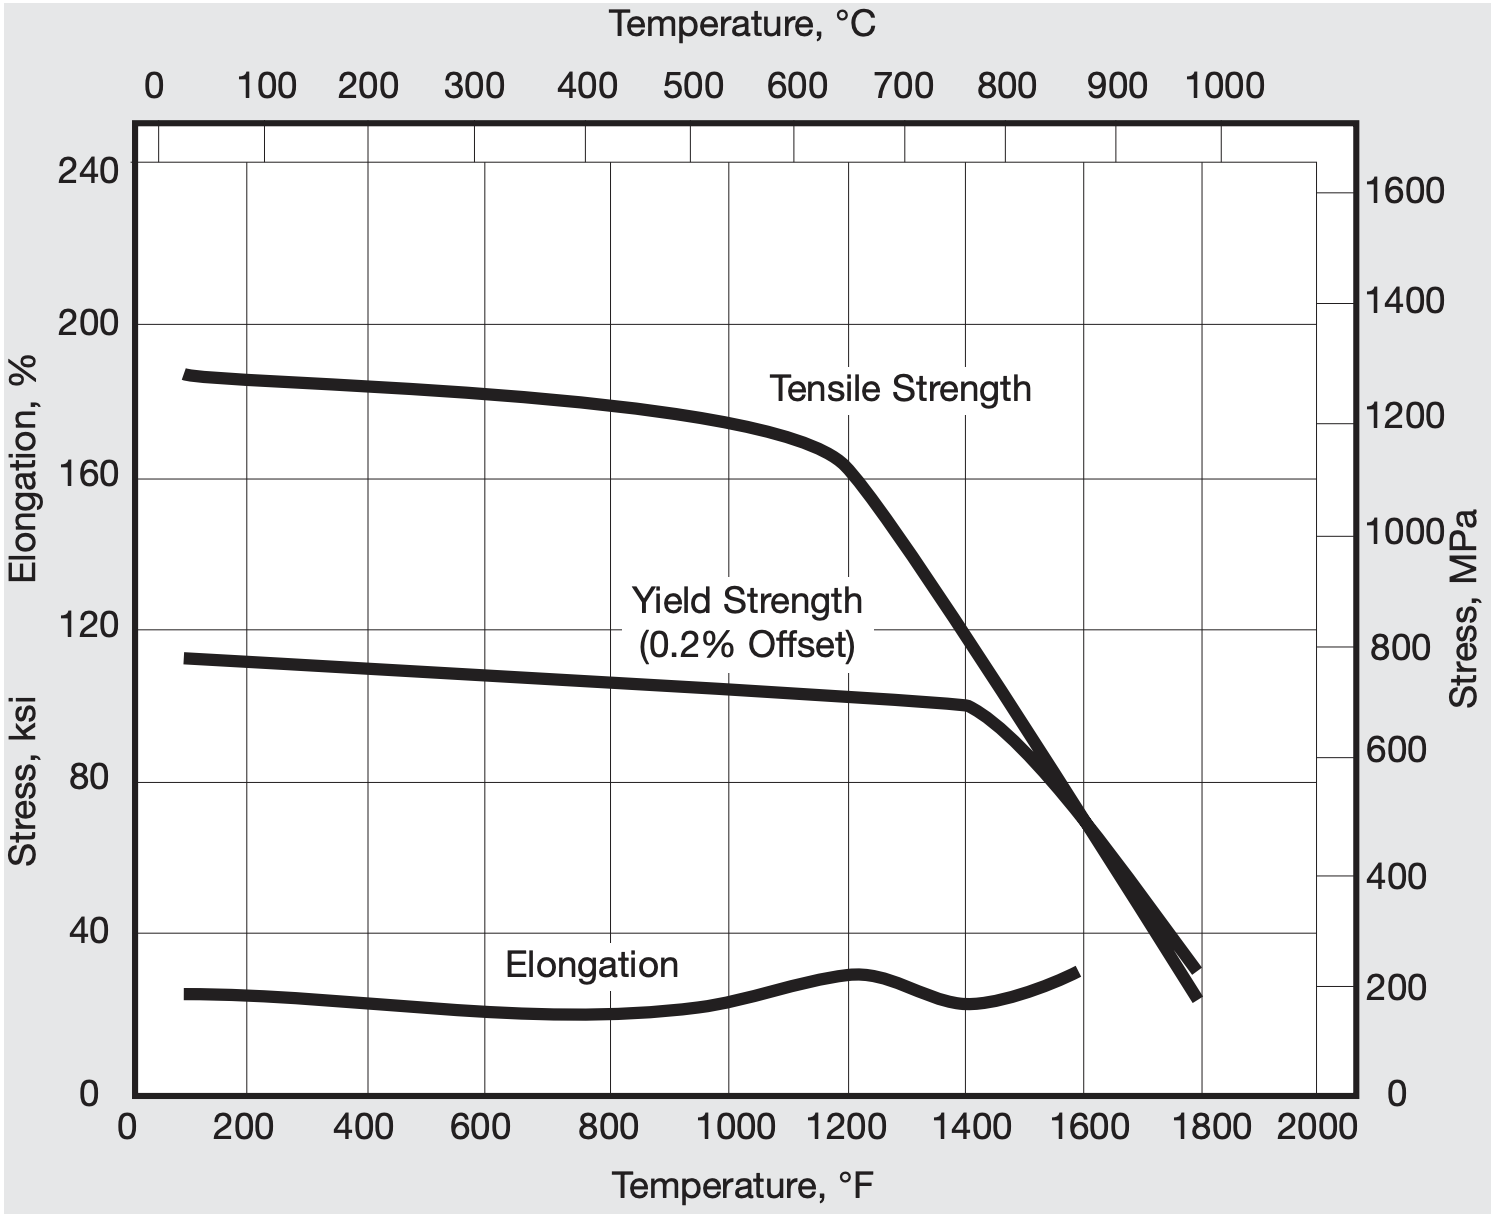 Temperature, °C
0 100 200 300 400 500 600 700 800 900 1000
240
200
160
120
80
40
0
Elongation, %
Stress, ksi
1600
1400
1200
1000
800
600
400
200
0
Stress, MPa
Tensile Strength
Yield Strength
(0.2% Offset)
Elongation
0 200 400 600 800 1000 1200 1400 1600 1800 2000
Temperature, °F